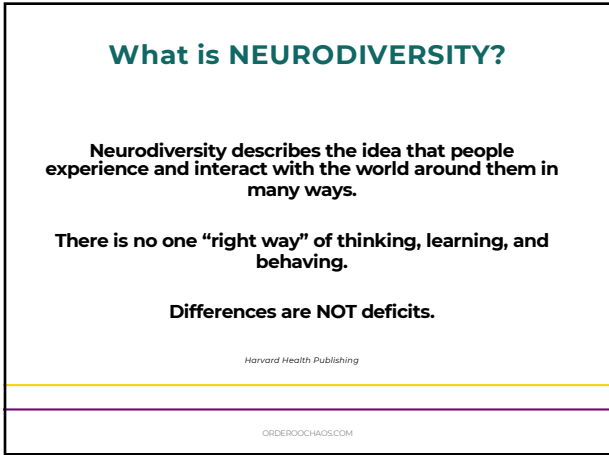 What is NEURODIVERSITY?
Neurodiversity describes the idea that people
experience and interact with the world around them in
many ways.
There is no one “right way” of thinking, learning, and
behaving.
Differences are NOT deficits.
Harvard Health Publishing
ORDEROOCHAOS.COM